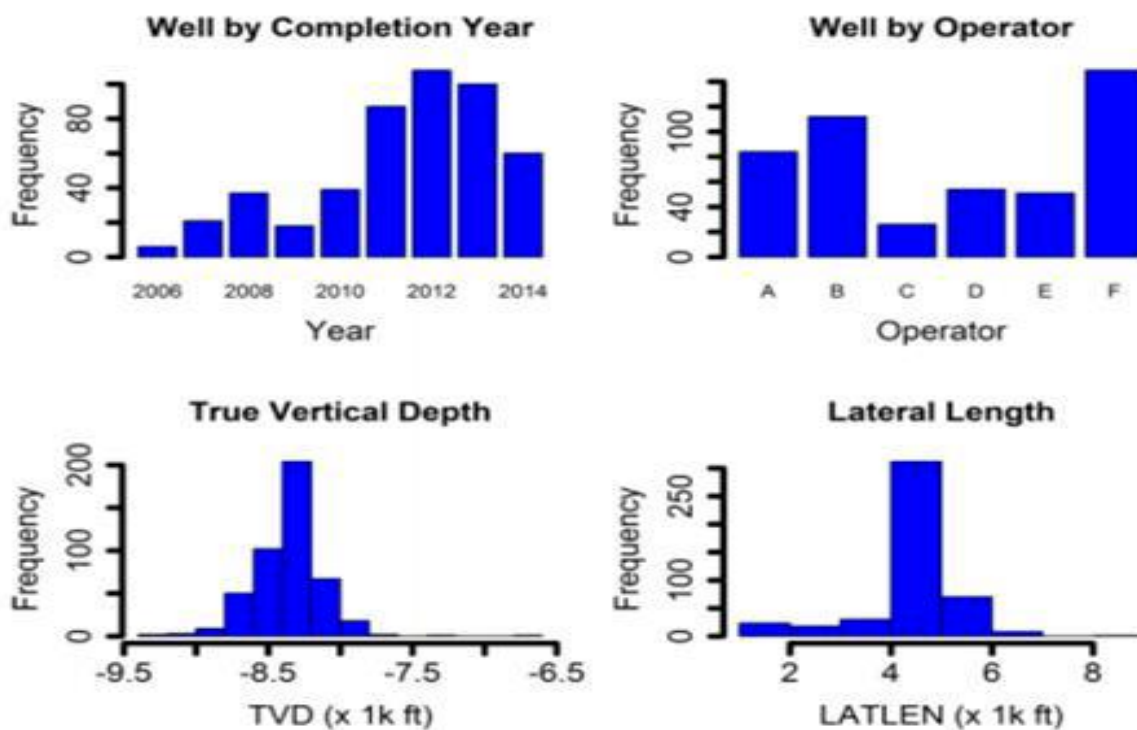 Well by Completion Year
Frequency
80
40
0
2006 2008 2010 2012 2014
Year
Well by Operator
Frequency
100
40
0
A B C D E F
Operator
True Vertical Depth
Frequency
200
100
0
-9.5 -8.5 -7.5 -6.5
TVD (x 1k ft)
Lateral Length
Frequency
250
100
0
2 4 6 8
LATLEN (x 1k ft)